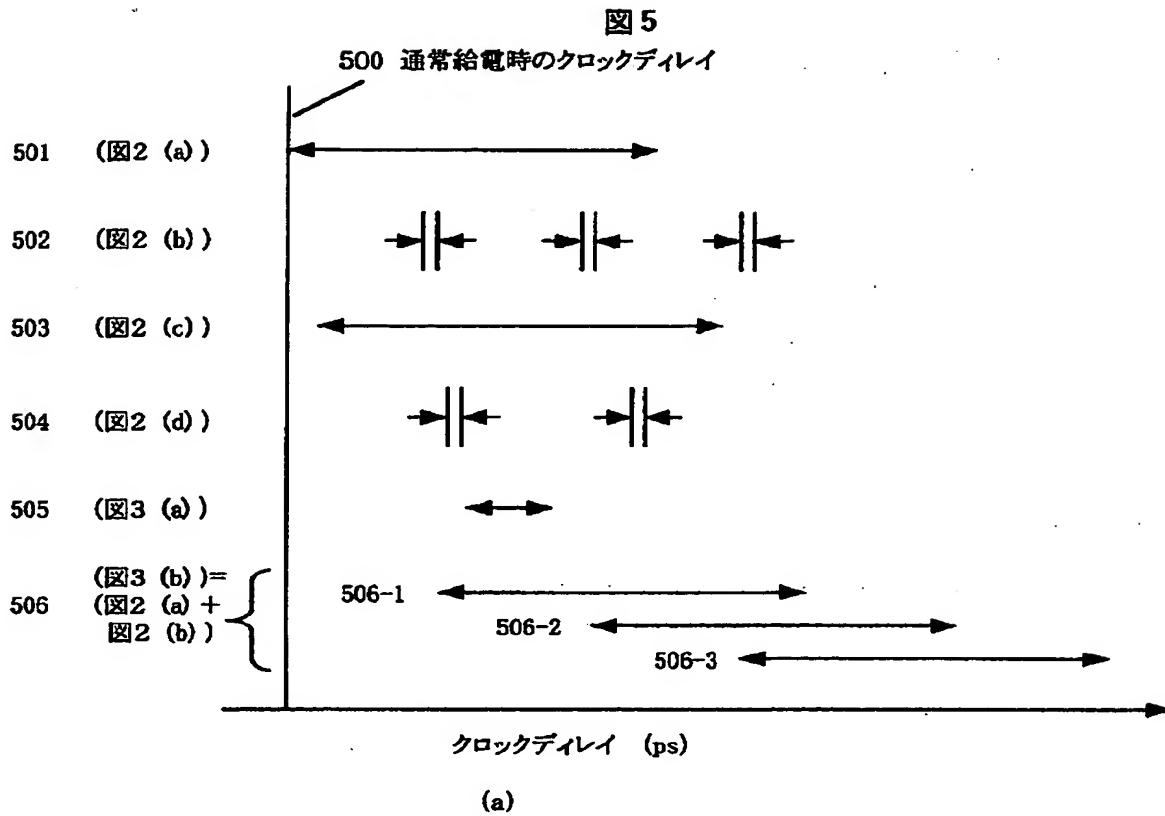 図5
500 通常給電時のクロックディレイ
501 (図2 (a))
502 (図2 (b))
503 (図2 (c))
504 (図2 (d))
505 (図3 (a))
506 (図3 (b))=
(図2 (a) +
図2 (b))
506-1
506-2
506-3
クロックディレイ (ps)
(a)